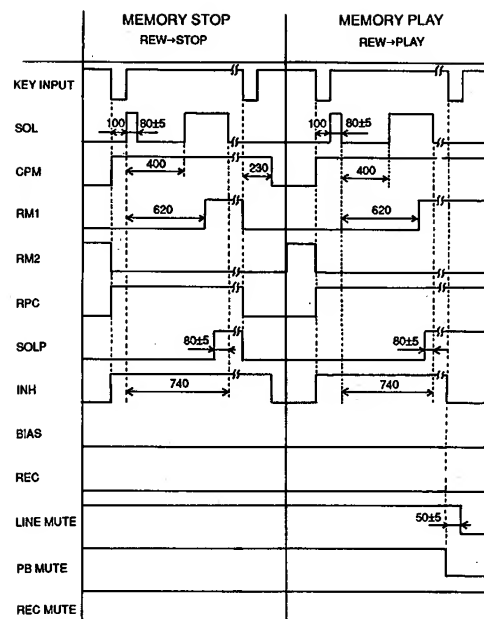 MEMORY STOP
REW→STOP
MEMORY PLAY
REW→PLAY
KEY INPUT
SOL
100
80±5
100
80±5
CPM
400
230
400
RM1
620
620
RM2
RPC
SOLP
80±5
80±5
INH
740
740
BIAS
REC
LINE MUTE
50±5
PB MUTE
REC MUTE